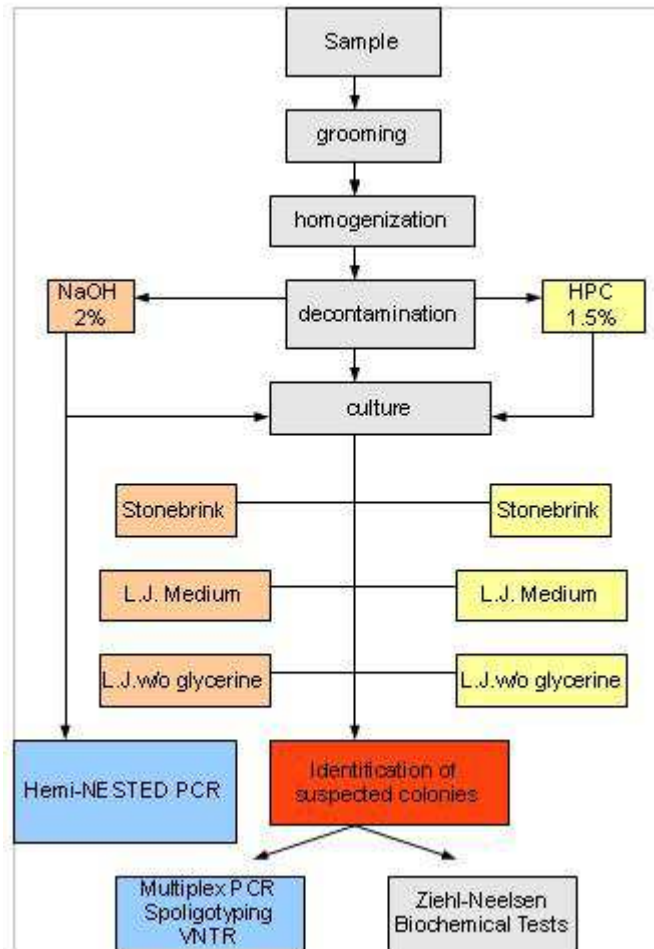 Sample
grooming
homogenization
NaOH
2%
decontamination
HPC
1.5%
culture
Stonebrink
Stonebrink
L.J. Medium
L.J. Medium
L.J.w/o glycerine
L.J.w/o glycerine
Hemi-NESTED PCR
Identification of
suspected colonies
Multiplex PCR
Spoligotyping
VNTR
Ziehl-Neelsen
Biochemical Tests